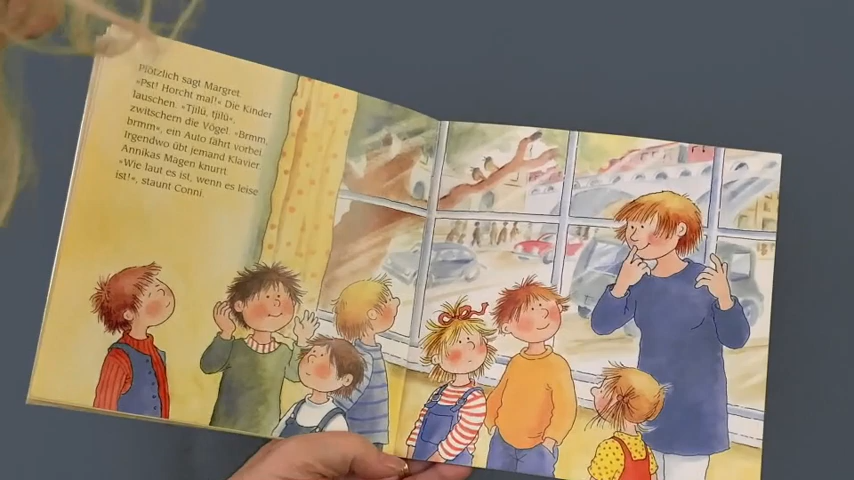 Plötzlich sagt Margret:
»Pst! Horcht mal!« Die Kinder
lauschen. »Tjilü, tjilü«,
zwitschern die Vögel. »Brmm,
brmm«, ein Auto fährt vorbei.
Irgendwo übt jemand Klavier.
Annikas Magen knurrt.
»Wie laut es ist, wenn es leise
ist!«, staunt Conni.